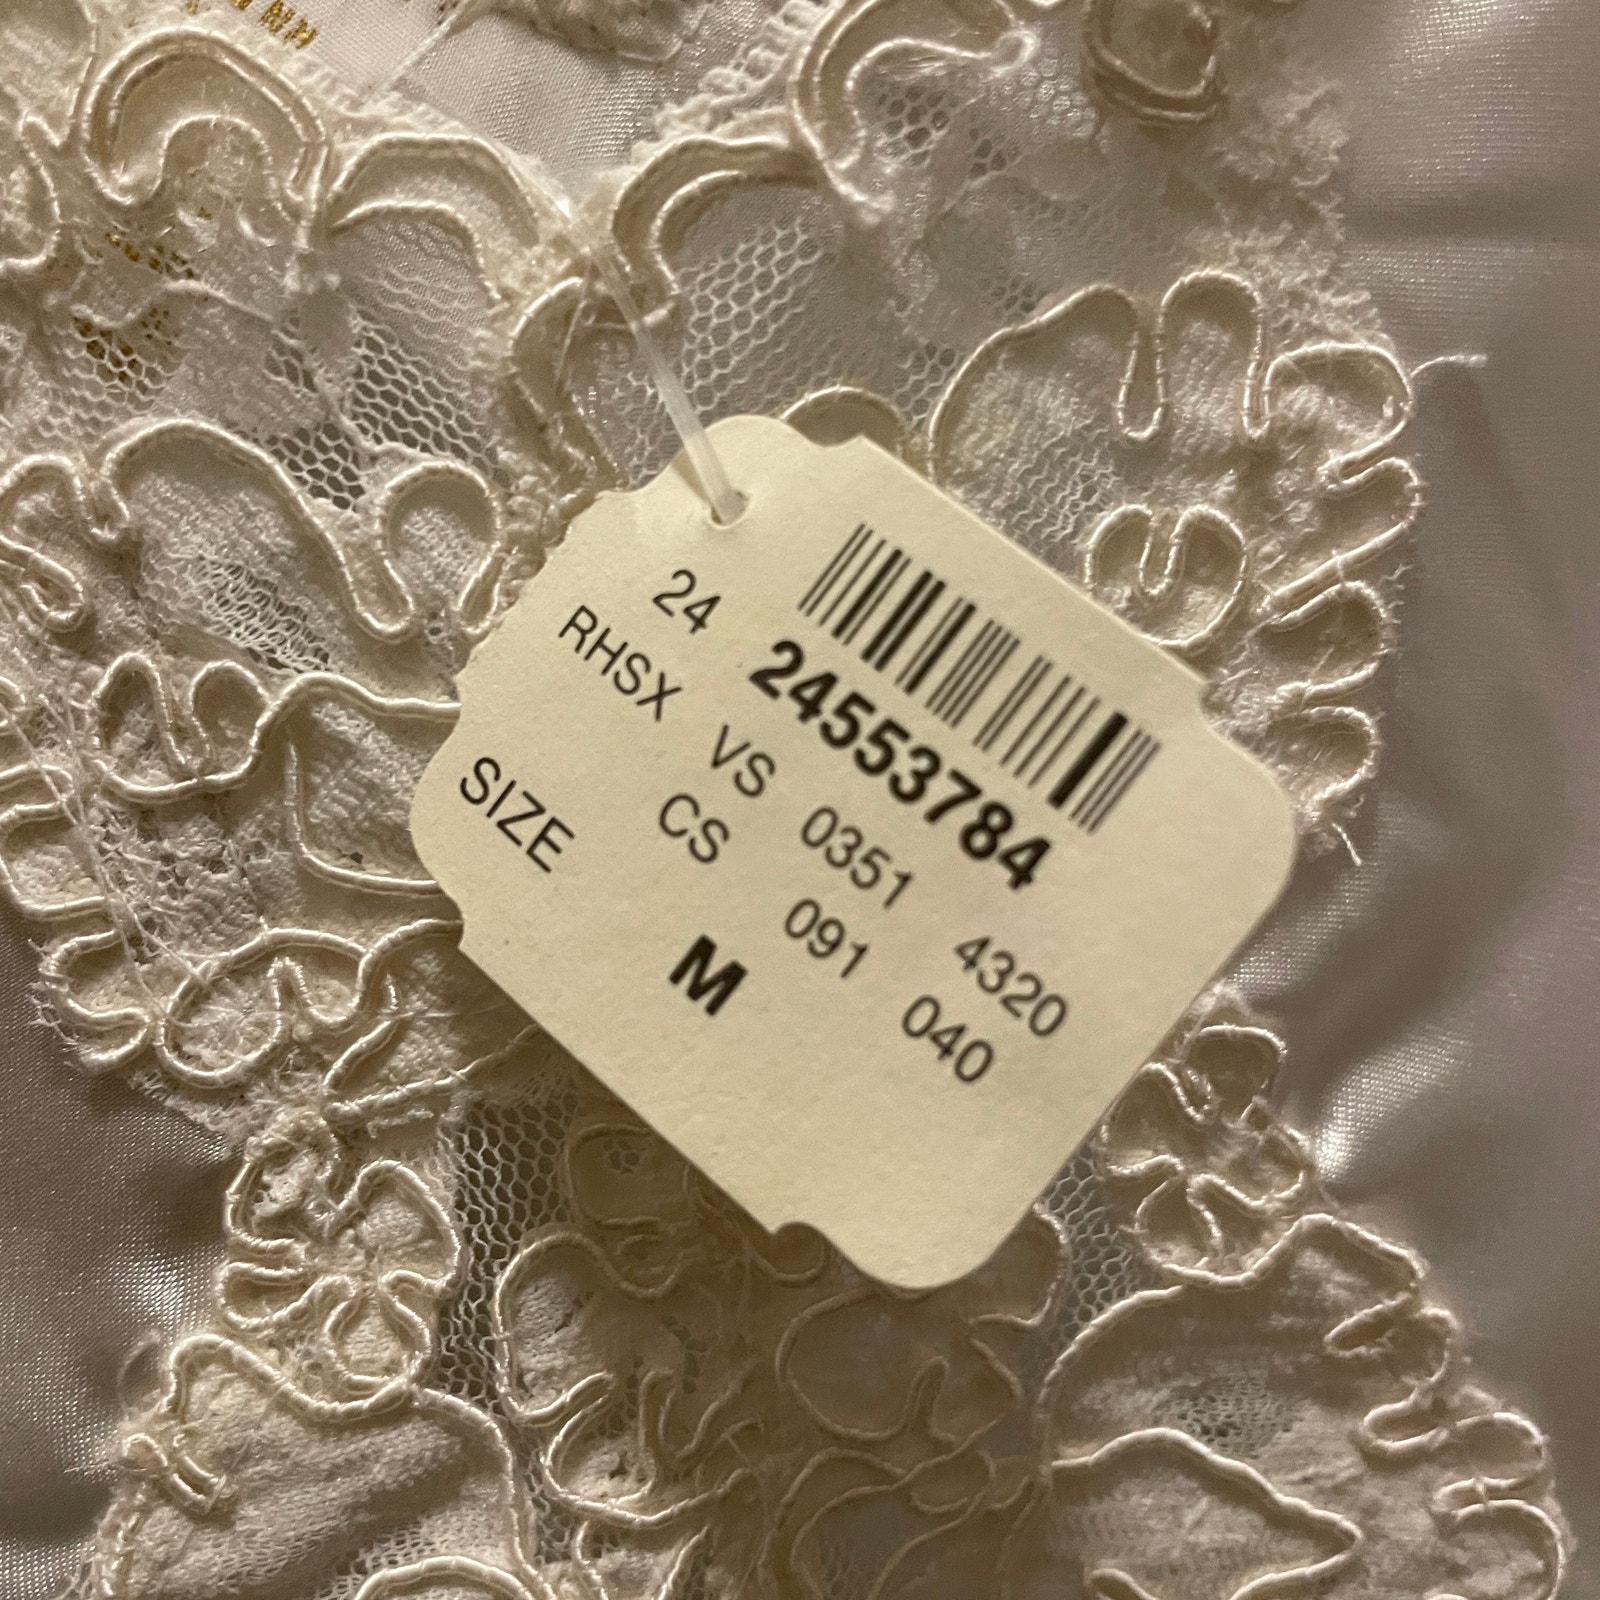 24 24553784
RHSX VS 0351 4320
CS 091 040
SIZE M